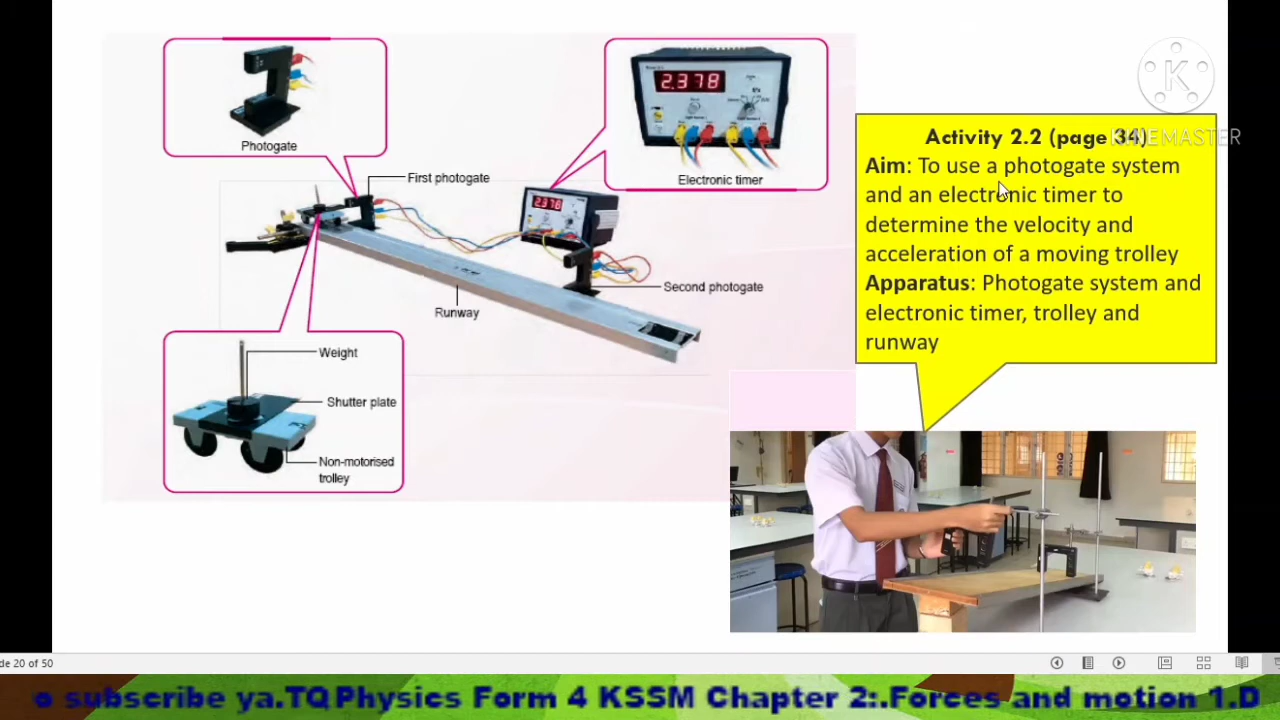 2.378
Photogate
Electronic timer
First photogate
2.378
Second photogate
Runway
Weight
Shutter plate
Non-motorised
trolley
K
KINEMASTER
Activity 2.2 (page 34)
Aim: To use a photogate system
and an electronic timer to
determine the velocity and
acceleration of a moving trolley
Apparatus: Photogate system and
electronic timer, trolley and
runway
de 20 of 50
o subscribe ya.TQ Physics Form 4 KSSM Chapter 2:.Forces and motion 1.D